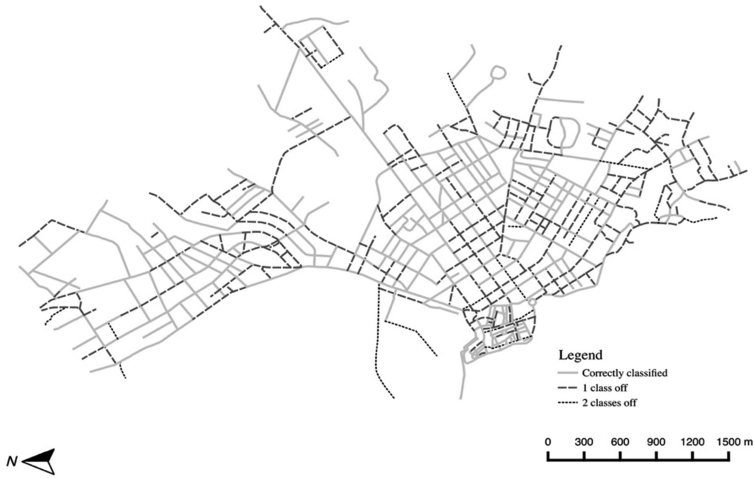 Legend
Correctly classified
1 class off
2 classes off
N
0 300 600 900 1200 1500 m